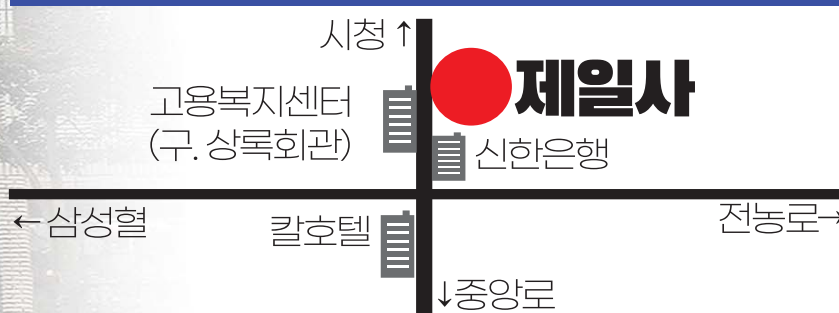 시청↑
제일사
고용복지센터
(구. 상록회관)
신한은행
←삼성혈
칼호텔
전농로→
↓중앙로